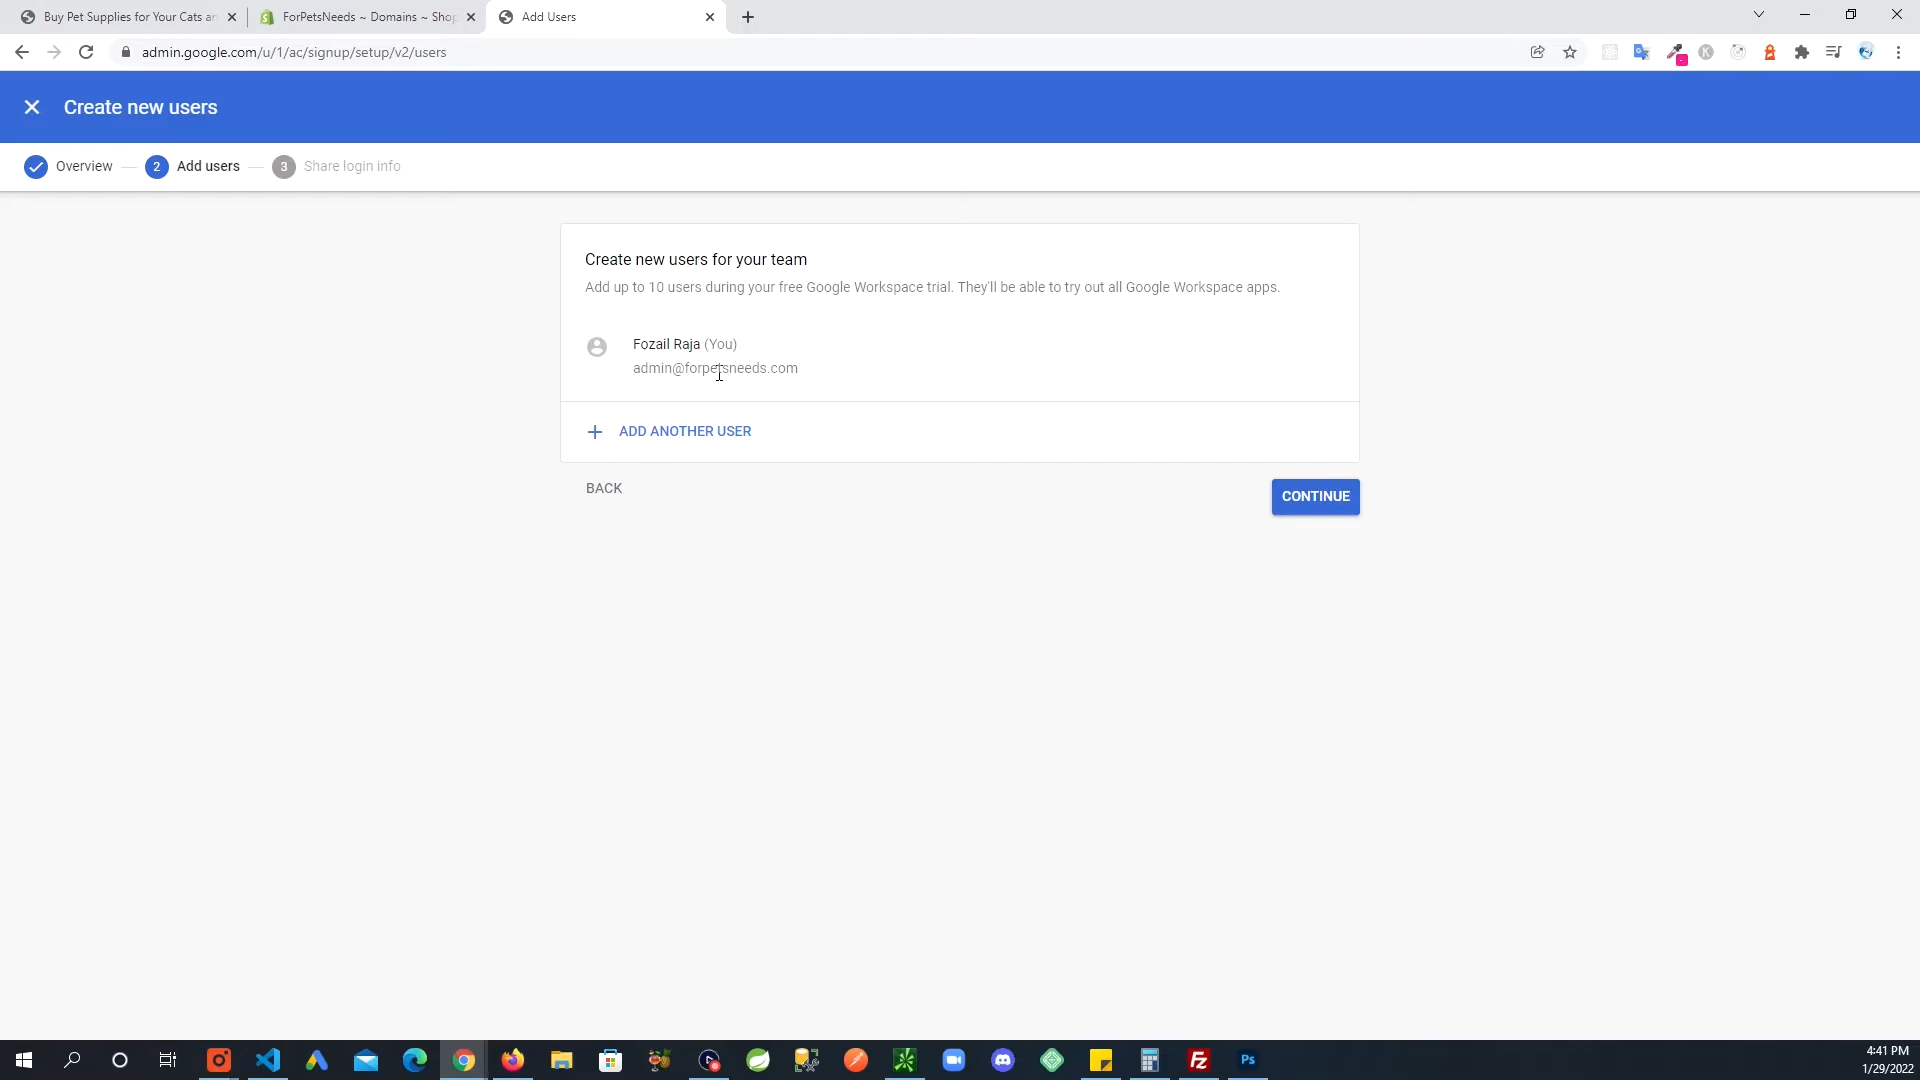 Buy Pet Supplies for Your Cats an
ForPetsNeeds ~ Domains ~ Shop
Add Users
admin.google.com/u/1/ac/signup/setup/v2/users
Create new users
Overview
2 Add users
3 Share login info
Create new users for your team
Add up to 10 users during your free Google Workspace trial. They'll be able to try out all Google Workspace apps.
Fozail Raja (You)
admin@forpetsneeds.com
ADD ANOTHER USER
BACK
CONTINUE
K
Fz
Ps
4:41 PM
1/29/2022